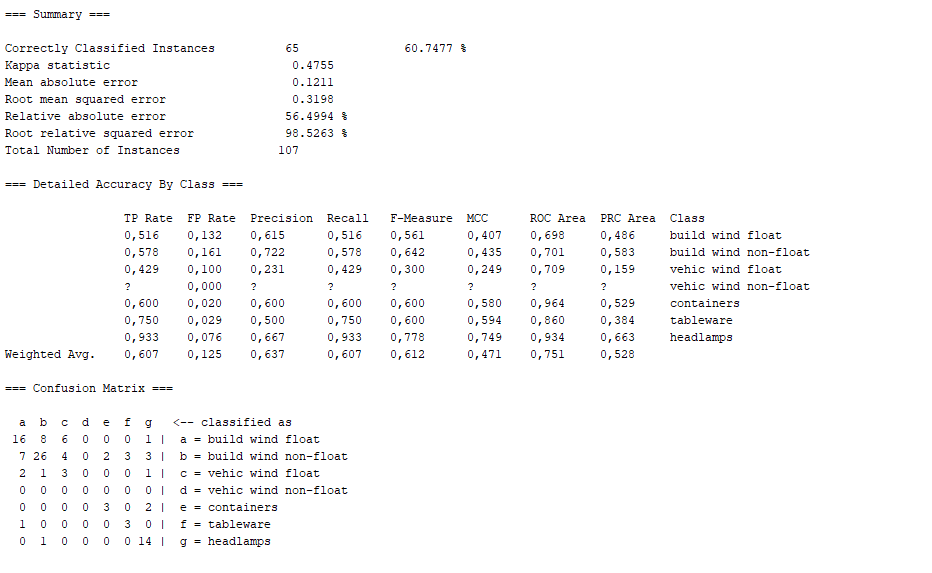 === Summary ===
Correctly Classified Instances 65 60.7477 %
Kappa statistic 0.4755
Mean absolute error 0.1211
Root mean squared error 0.3198
Relative absolute error 56.4994 %
Root relative squared error 98.5263 %
Total Number of Instances 107
=== Detailed Accuracy By Class ===
TP Rate FP Rate Precision Recall F-Measure MCC ROC Area PRC Area Class
0,516 0,132 0,615 0,516 0,561 0,407 0,698 0,486 build wind float
0,578 0,161 0,722 0,578 0,642 0,435 0,701 0,583 build wind non-float
0,429 0,100 0,231 0,429 0,300 0,249 0,709 0,159 vehic wind float
? 0,000 ? ? ? ? ? ? vehic wind non-float
0,600 0,020 0,600 0,600 0,600 0,580 0,964 0,529 containers
0,750 0,029 0,500 0,750 0,600 0,594 0,860 0,384 tableware
0,933 0,076 0,667 0,933 0,778 0,749 0,934 0,663 headlamps
Weighted Avg. 0,607 0,125 0,637 0,607 0,612 0,471 0,751 0,528
=== Confusion Matrix ===
a b c d e f g <-- classified as
16 8 6 0 0 0 1 | a = build wind float
7 26 4 0 2 3 3 | b = build wind non-float
2 1 3 0 0 0 1 | c = vehic wind float
0 0 0 0 0 0 0 | d = vehic wind non-float
0 0 0 0 3 0 2 | e = containers
1 0 0 0 0 3 0 | f = tableware
0 1 0 0 0 0 14 | g = headlamps